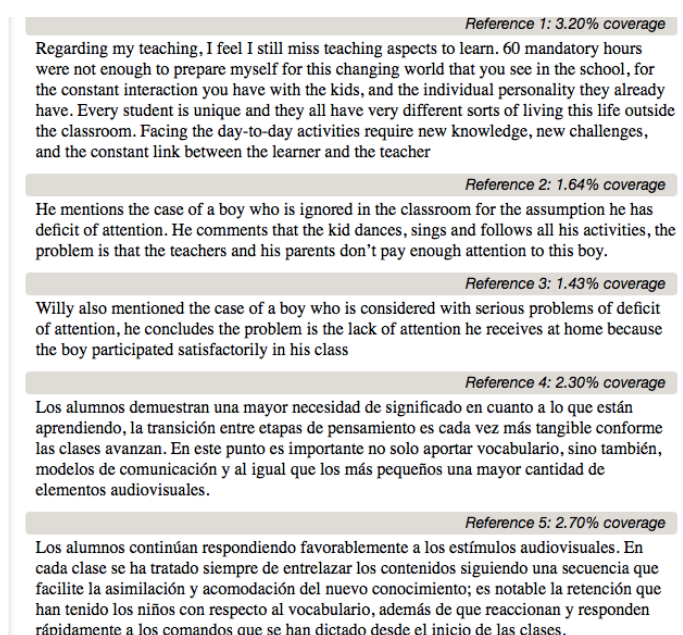 Reference 1: 3.20% coverage
Regarding my teaching, I feel I still miss teaching aspects to learn. 60 mandatory hours
were not enough to prepare myself for this changing world that you see in the school, for
the constant interaction you have with the kids, and the individual personality they already
have. Every student is unique and they all have very different sorts of living this life outside
the classroom. Facing the day-to-day activities require new knowledge, new challenges,
and the constant link between the learner and the teacher
Reference 2: 1.64% coverage
He mentions the case of a boy who is ignored in the classroom for the assumption he has
deficit of attention. He comments that the kid dances, sings and follows all his activities, the
problem is that the teachers and his parents don’t pay enough attention to this boy.
Reference 3: 1.43% coverage
Willy also mentioned the case of a boy who is considered with serious problems of deficit
of attention, he concludes the problem is the lack of attention he receives at home because
the boy participated satisfactorily in his class
Reference 4: 2.30% coverage
Los alumnos demuestran una mayor necesidad de significado en cuanto a lo que están
aprendiendo, la transición entre etapas de pensamiento es cada vez más tangible conforme
las clases avanzan. En este punto es importante no solo aportar vocabulario, sino también,
modelos de comunicación y al igual que los más pequeños una mayor cantidad de
elementos audiovisuales.
Reference 5: 2.70% coverage
Los alumnos continúan respondiendo favorablemente a los estímulos audiovisuales. En
cada clase se ha tratado siempre de entrelazar los contenidos siguiendo una secuencia que
facilite la asimilación y acomodación del nuevo conocimiento; es notable la retención que
han tenido los niños con respecto al vocabulario, además de que reaccionan y responden
rápidamente a los comandos que se han dictado desde el inicio de las clases.